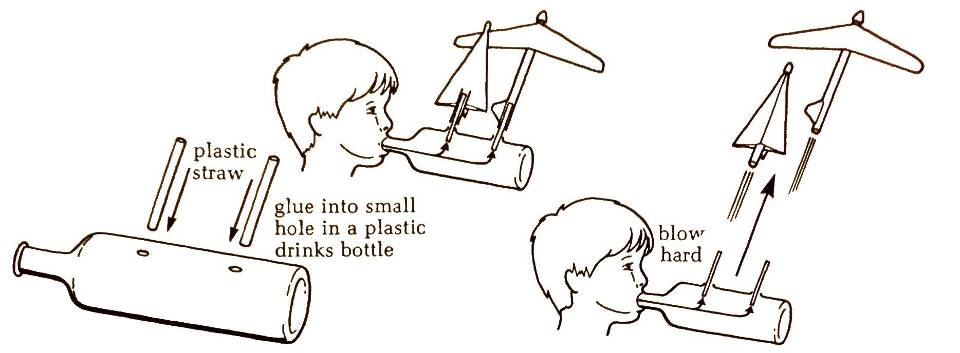 plastic
straw
glue into small
hole in a plastic
drinks bottle
blow
hard